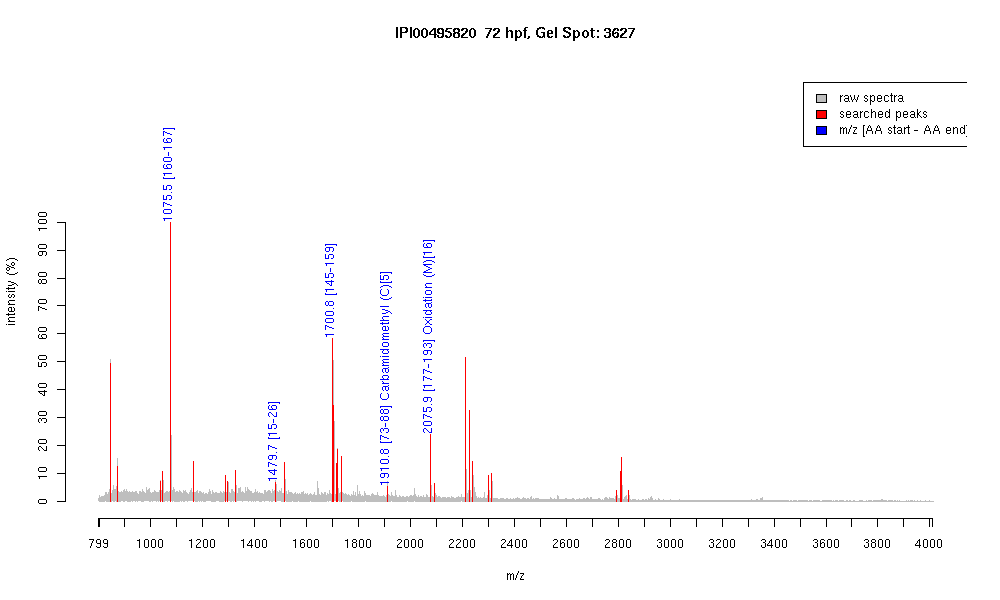 IPI00495820 72 hpf, Gel Spot: 3627
raw spectra
searched peaks
m/z [AA start - AA end]
1075.5 [160-167]
1700.8 [145-159]
2075.9 [177-193] Oxidation (M)[16]
1910.8 [73-88] Carbamidomethyl (C)[5]
1479.7 [15-26]
intensity (%)
100
90
80
70
60
50
40
30
20
10
0
799 1000 1200 1400 1600 1800 2000 2200 2400 2600 2800 3000 3200 3400 3600 3800 4000
m/z